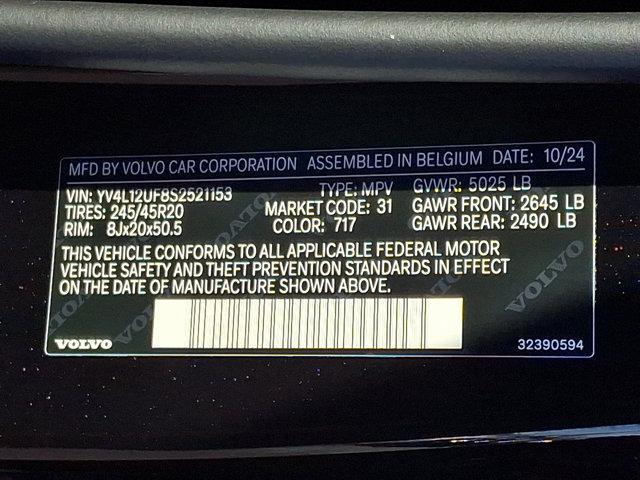 MFD BY VOLVO CAR CORPORATION ASSEMBLED IN BELGIUM DATE: 10/24
VIN: YV4L12UF8S2521153 TYPE: MPV GVWR: 5025 LB
TIRES: 245/45R20 MARKET CODE: 31 GAWR FRONT: 2645 LB
RIM: 8Jx20x50.5 COLOR: 717 GAWR REAR: 2490 LB
THIS VEHICLE CONFORMS TO ALL APPLICABLE FEDERAL MOTOR
VEHICLE SAFETY AND THEFT PREVENTION STANDARDS IN EFFECT
ON THE DATE OF MANUFACTURE SHOWN ABOVE.
VOLVO
VOLVO 32390594